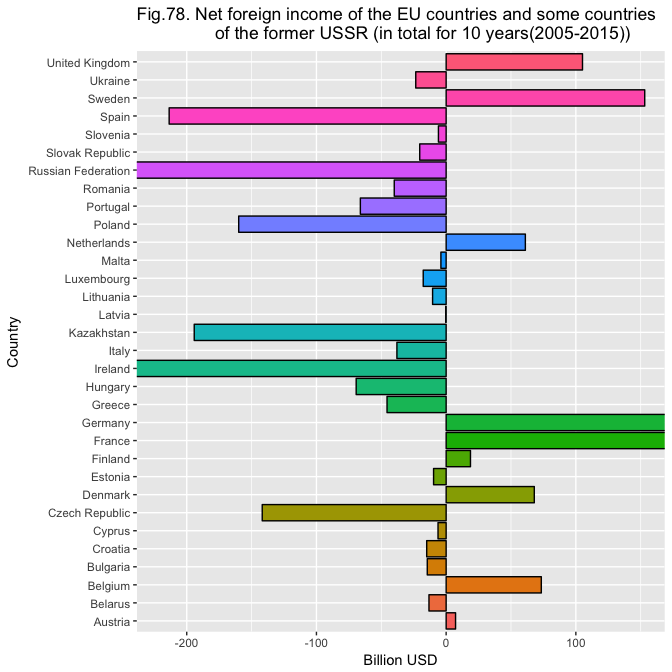 Fig.78. Net foreign income of the EU countries and some countries
of the former USSR (in total for 10 years(2005-2015))
Country
United Kingdom
Ukraine
Sweden
Spain
Slovenia
Slovak Republic
Russian Federation
Romania
Portugal
Poland
Netherlands
Malta
Luxembourg
Lithuania
Latvia
Kazakhstan
Italy
Ireland
Hungary
Greece
Germany
France
Finland
Estonia
Denmark
Czech Republic
Cyprus
Croatia
Bulgaria
Belgium
Belarus
Austria
-200 -100 0 100
Billion USD